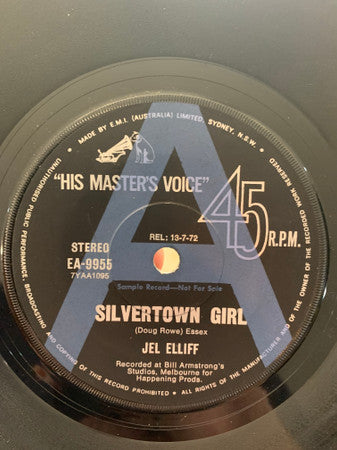 MADE BY E.M.I. (AUSTRALIA) LIMITED, SYDNEY, N.S.W.
"HIS MASTER'S VOICE"
45
R.P.M.
REL: 13-7-72
STEREO
EA-9955
7YAA1095
A
Sample Record—Not For Sale
SILVERTOWN GIRL
(Doug Rowe) Essex
JEL ELLIFF
Recorded at Bill Armstrong's
Studios, Melbourne for
Happening Prods.
UNAUTHORISED PUBLIC PERFORMANCE, BROADCASTING AND COPYING OF THIS RECORD PROHIBITED • ALL RIGHTS OF THE MANUFACTURER AND OF THE OWNER OF THE RECORDED WORK RESERVED